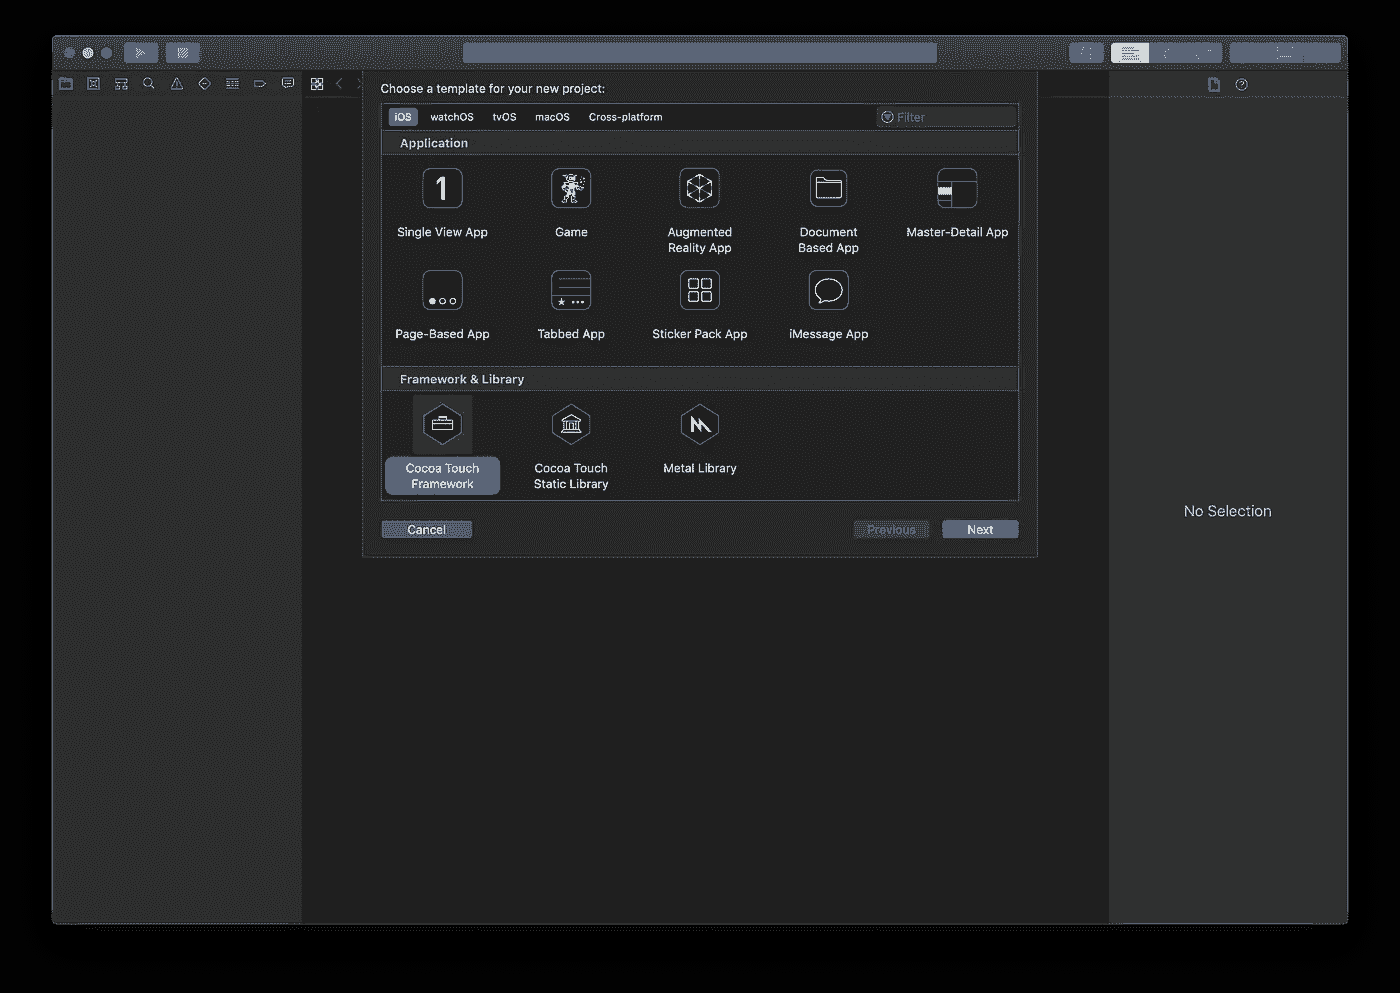 Choose a template for your new project:
iOS watchOS tvOS macOS Cross-platform Filter
Application
1
Single View App Game Augmented Reality App Document Based App Master-Detail App
Page-Based App Tabbed App Sticker Pack App iMessage App
Framework & Library
Cocoa Touch Framework Cocoa Touch Static Library Metal Library
No Selection
Cancel Previous Next